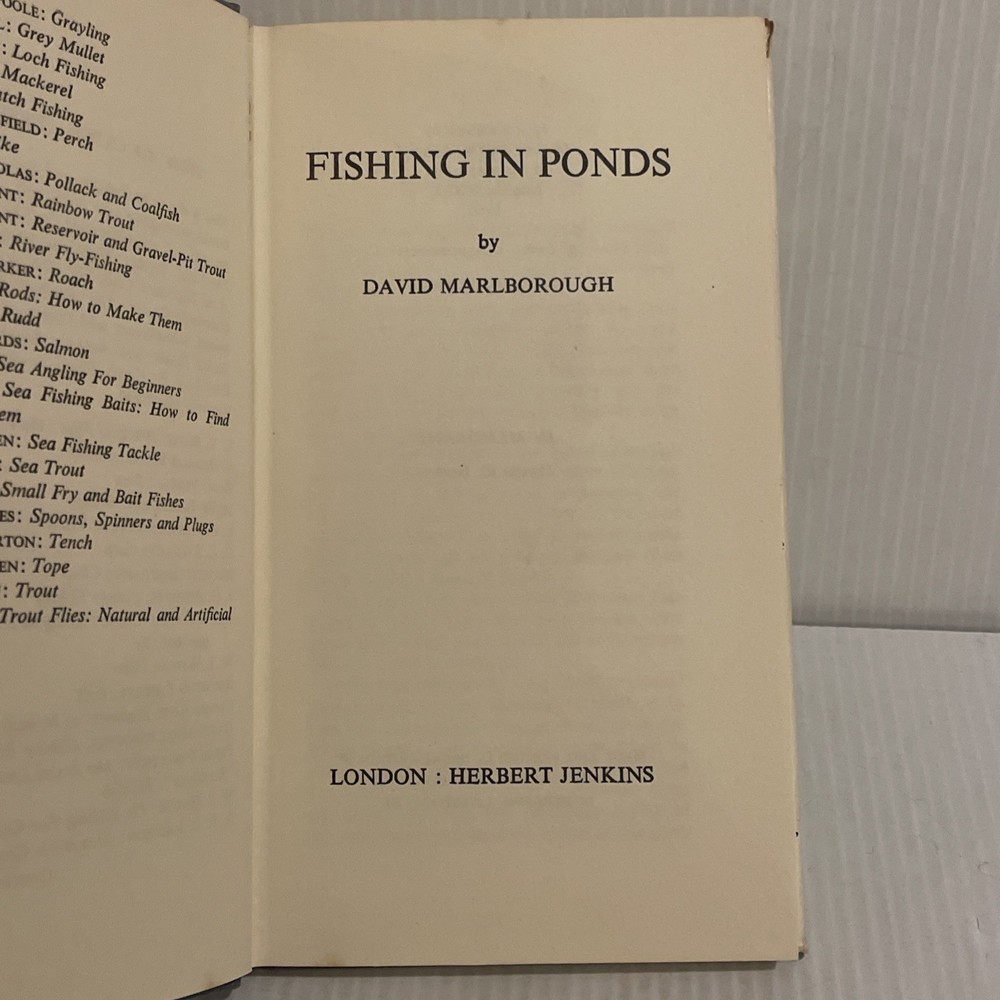 OOLE: Grayling
L: Grey Mullet
: Loch Fishing
Mackerel
tch Fishing
FIELD: Perch
ke
OLAS: Pollack and Coalfish
NT: Rainbow Trout
NT: Reservoir and Gravel-Pit Trout
: River Fly-Fishing
RKER: Roach
Rods: How to Make Them
Rudd
RDS: Salmon
Sea Angling For Beginners
Sea Fishing Baits: How to Find
em
EN: Sea Fishing Tackle
: Sea Trout
Small Fry and Bait Fishes
ES: Spoons, Spinners and Plugs
RTON: Tench
EN: Tope
: Trout
Trout Flies: Natural and Artificial
FISHING IN PONDS
by
DAVID MARLBOROUGH
LONDON : HERBERT JENKINS